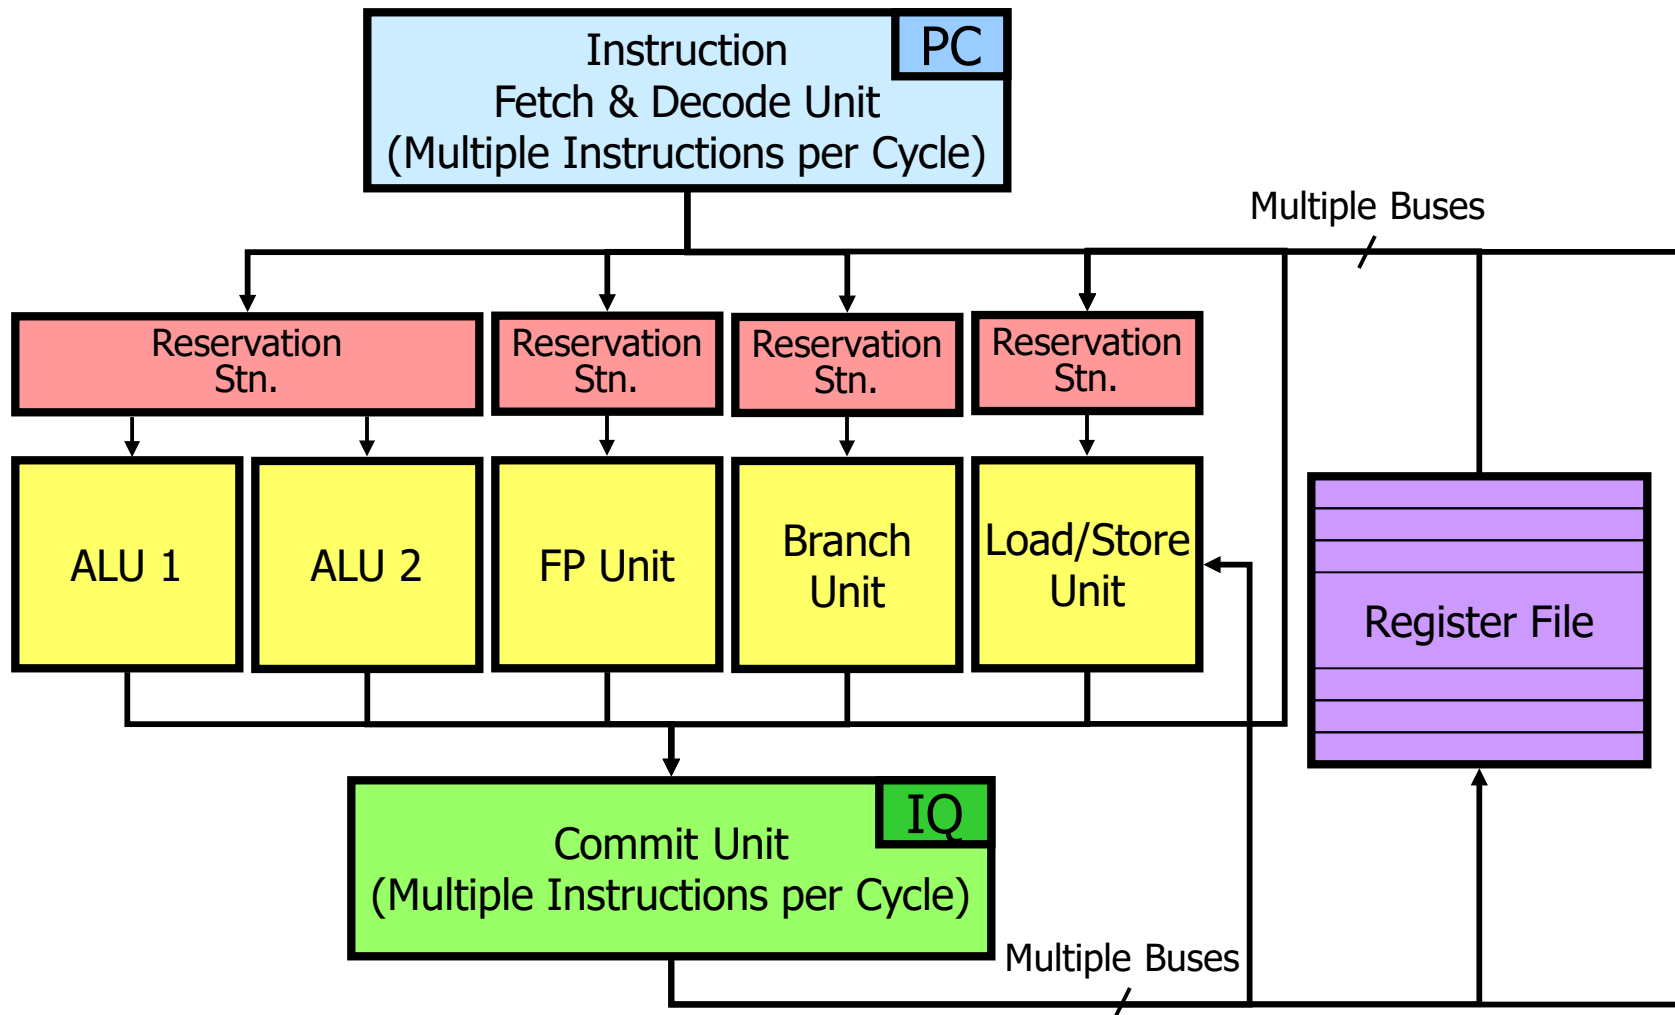 Instruction
Fetch & Decode Unit
(Multiple Instructions per Cycle)
PC
Multiple Buses
Reservation
Stn.
Reservation
Stn.
Reservation
Stn.
Reservation
Stn.
ALU 1
ALU 2
FP Unit
Branch
Unit
Load/Store
Unit
Register File
Commit Unit
(Multiple Instructions per Cycle)
IQ
Multiple Buses